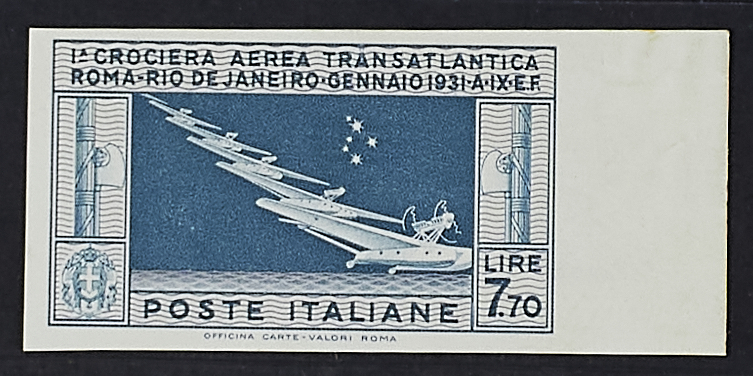 1ª CROCIERA AEREA TRANSATLANTICA
ROMA-RIO DE JANEIRO·GENNAIO 1931·A·IX·E.F.
LIRE
7.70
POSTE ITALIANE
OFFICINA CARTE-VALORI ROMA